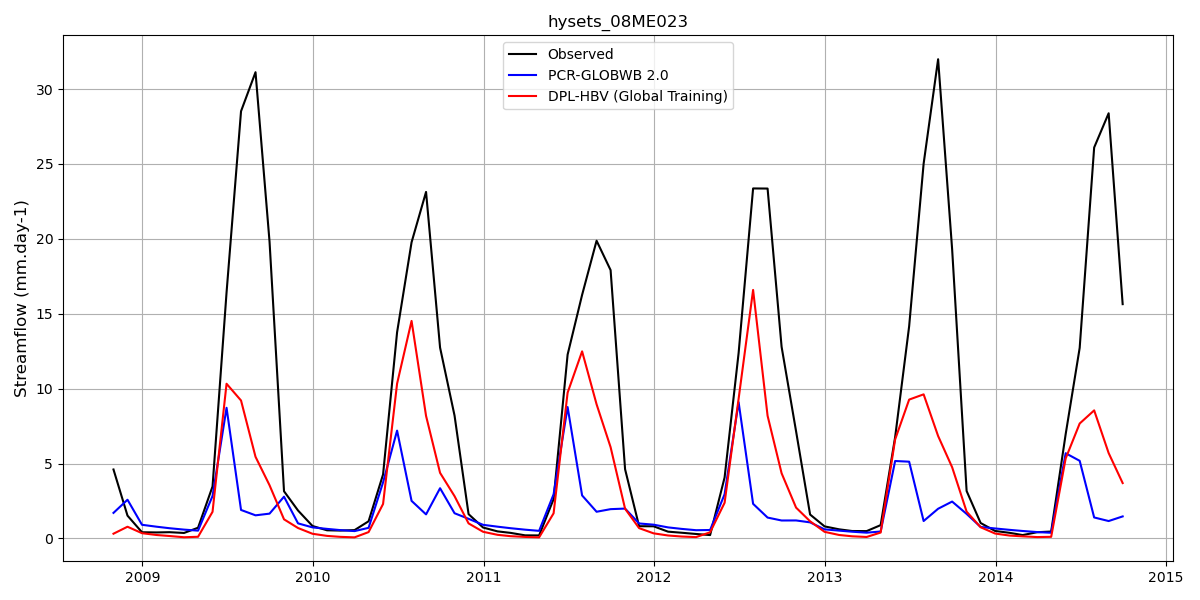 hysets_08ME023
Observed
PCR-GLOBWB 2.0
DPL-HBV (Global Training)
Streamflow (mm.day-1)
30
25
20
15
10
5
0
2009
2010
2011
2012
2013
2014
2015